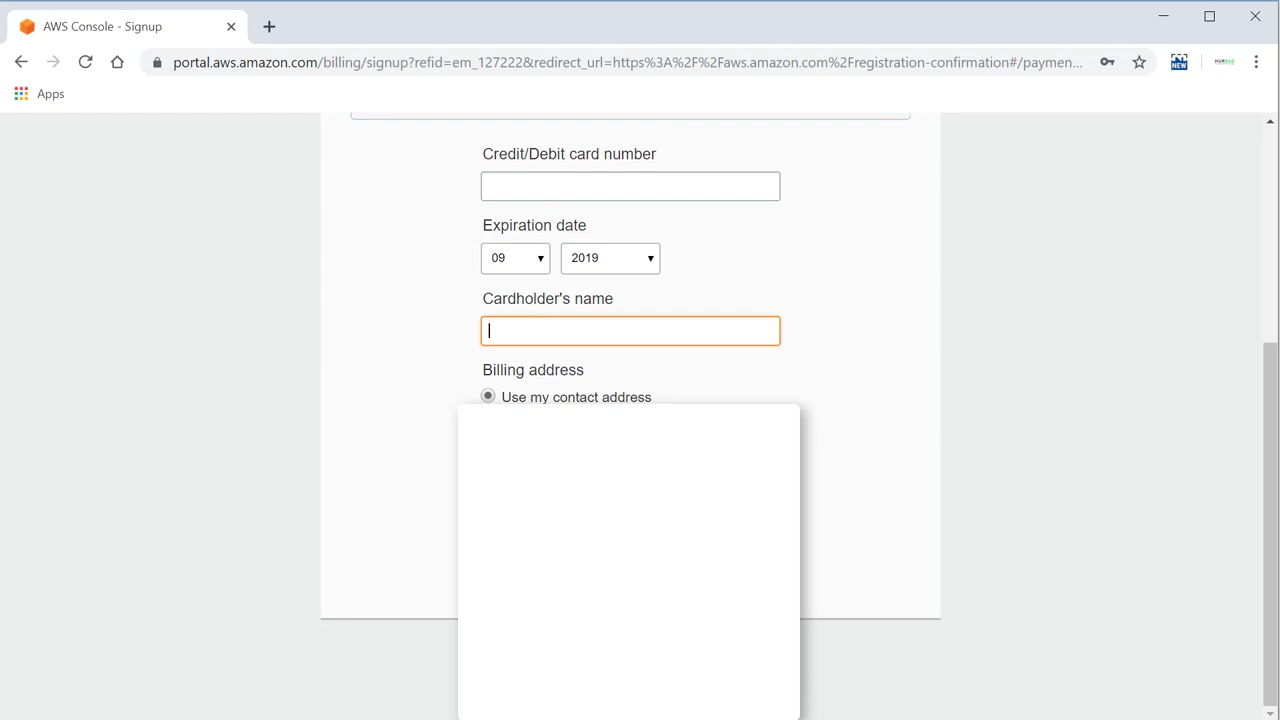 AWS Console - Signup
portal.aws.amazon.com/billing/signup?refid=em_127222&redirect_url=https%3A%2F%2Faws.amazon.com%2Fregistration-confirmation#/paymen...
NEW
Apps
Credit/Debit card number
Expiration date
09 2019
Cardholder's name
Billing address
Use my contact address